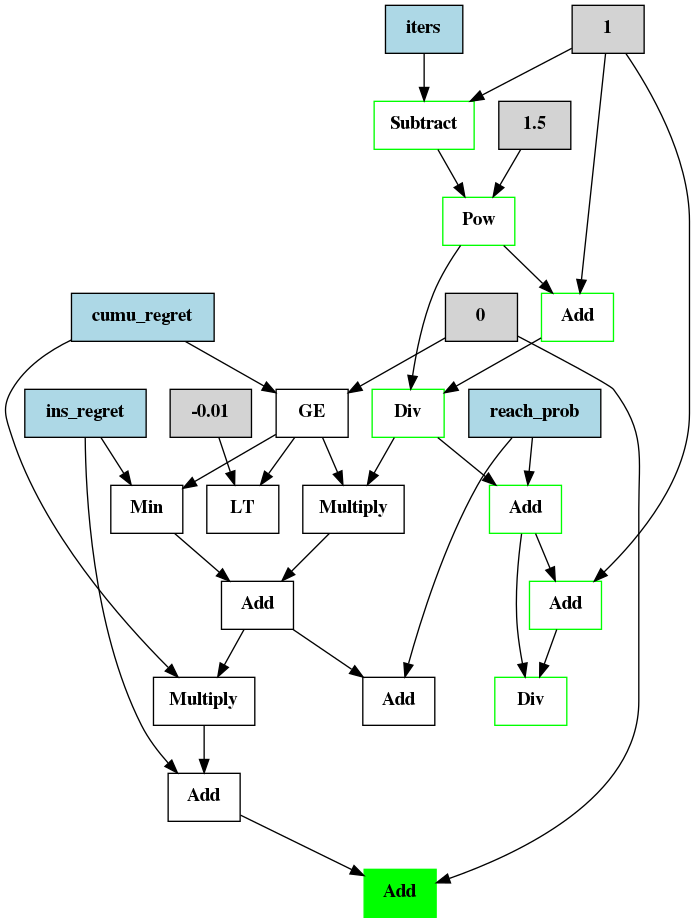 iters
1
Subtract
1.5
Pow
cumu_regret
0
Add
ins_regret
-0.01
GE
Div
reach_prob
Min
LT
Multiply
Add
Add
Add
Multiply
Add
Div
Add
Add